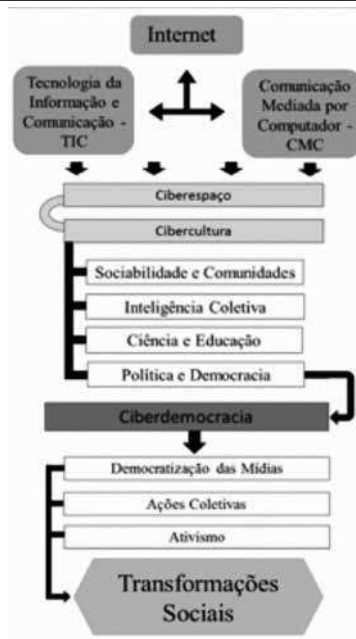 Internet
Tecnologia da
Informação e
Comunicação -
TIC
Comunicação
Mediada por
Computador -
CMC
Ciberespaço
Cibercultura
Sociabilidade e Comunidades
Inteligência Coletiva
Ciência e Educação
Política e Democracia
Ciberdemocracia
Democratização das Mídias
Ações Coletivas
Ativismo
Transformações
Sociais